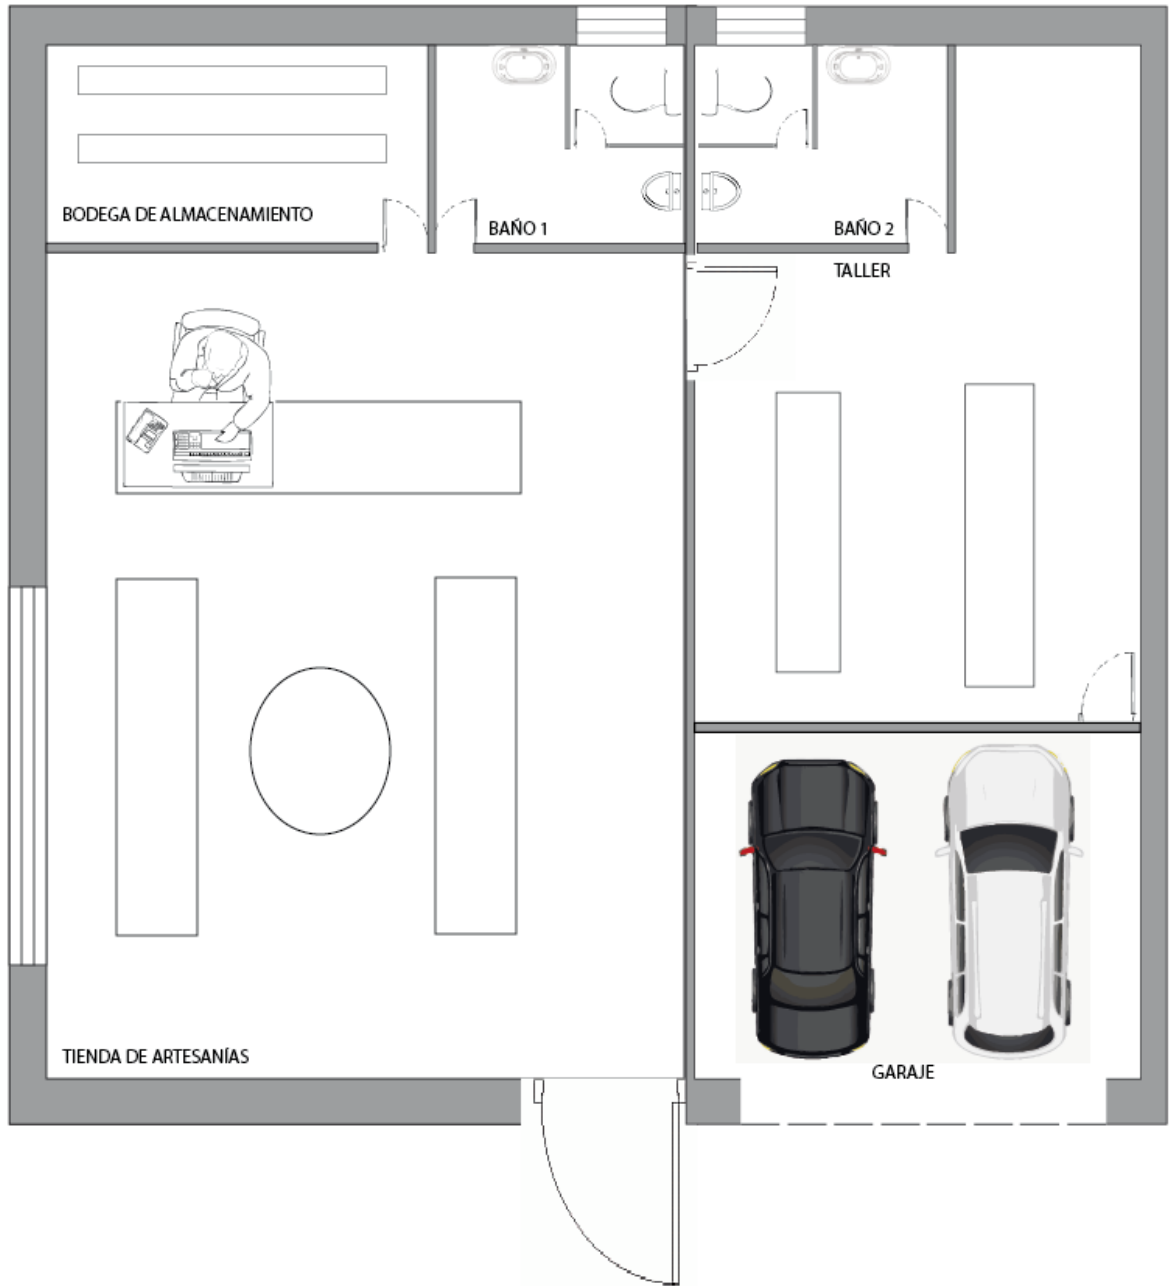 BODEGA DE ALMACENAMIENTO
BAÑO 1
BAÑO 2
TALLER
TIENDA DE ARTESANÍAS
GARAJE